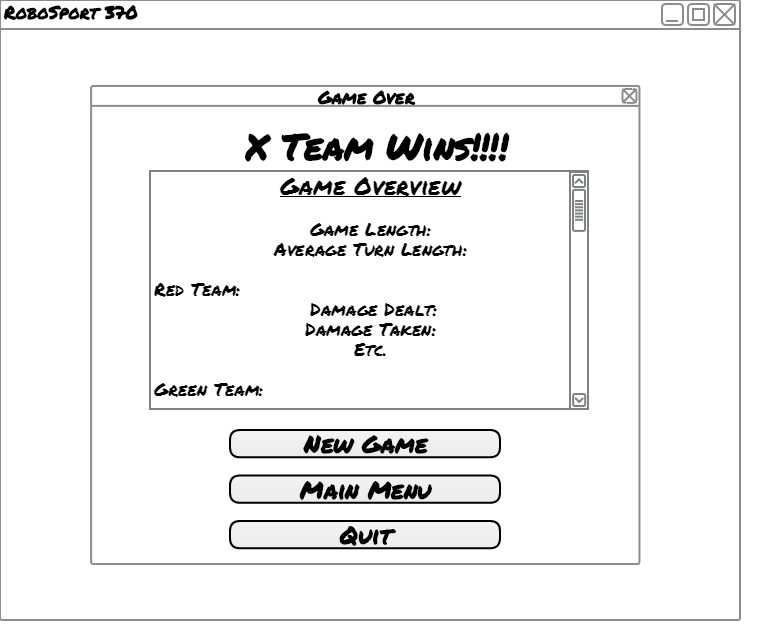 RoboSport 370
Game Over
X Team Wins!!!!
Game Overview
Game Length:
Average Turn Length:
Red Team:
Damage Dealt:
Damage Taken:
Etc.
Green Team:
New Game
Main Menu
Quit